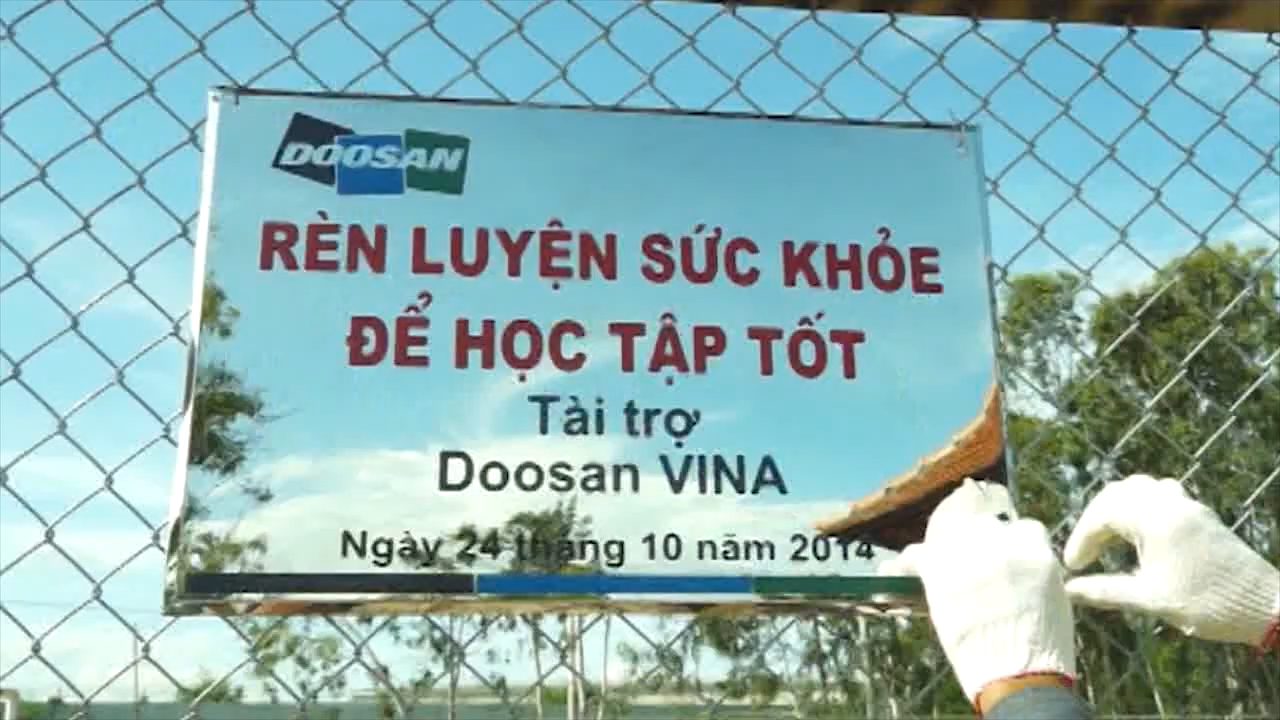 DOOSAN
RÈN LUYỆN SỨC KHỎE
ĐỂ HỌC TẬP TỐT
Tài trợ
Doosan VINA
Ngày 24 tháng 10 năm 2014